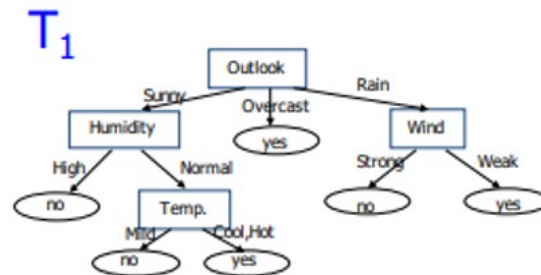 T1
Outlook
Sunny Overcast Rain
Humidity yes Wind
High Normal Strong Weak
no Temp. no yes
Mild Cool,Hot
no yes